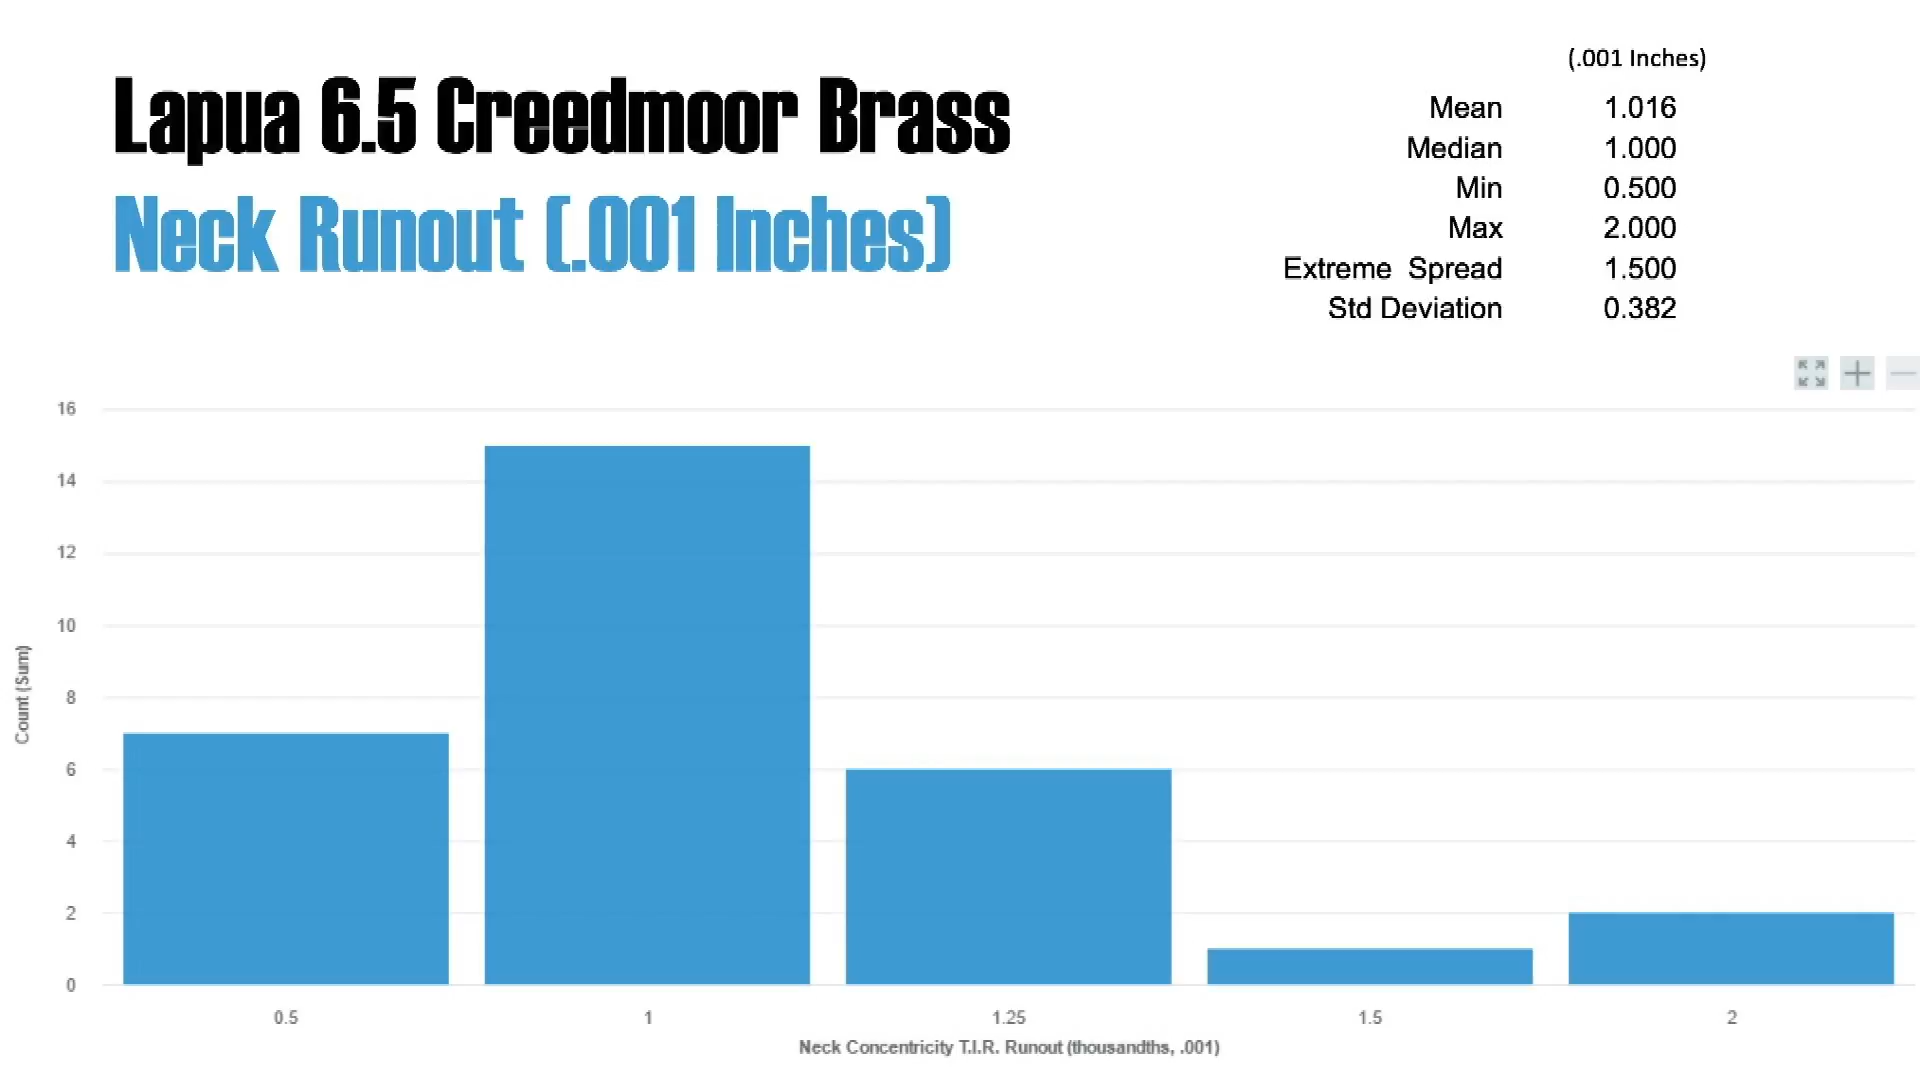 Lapua 6.5 Creedmoor Brass
Neck Runout (.001 Inches)
(.001 Inches)
Mean 1.016
Median 1.000
Min 0.500
Max 2.000
Extreme Spread 1.500
Std Deviation 0.382
16
14
12
10
8
6
4
2
0
Count (Sum)
0.5 1 1.25 1.5 2
Neck Concentricity T.I.R. Runout (thousandths, .001)